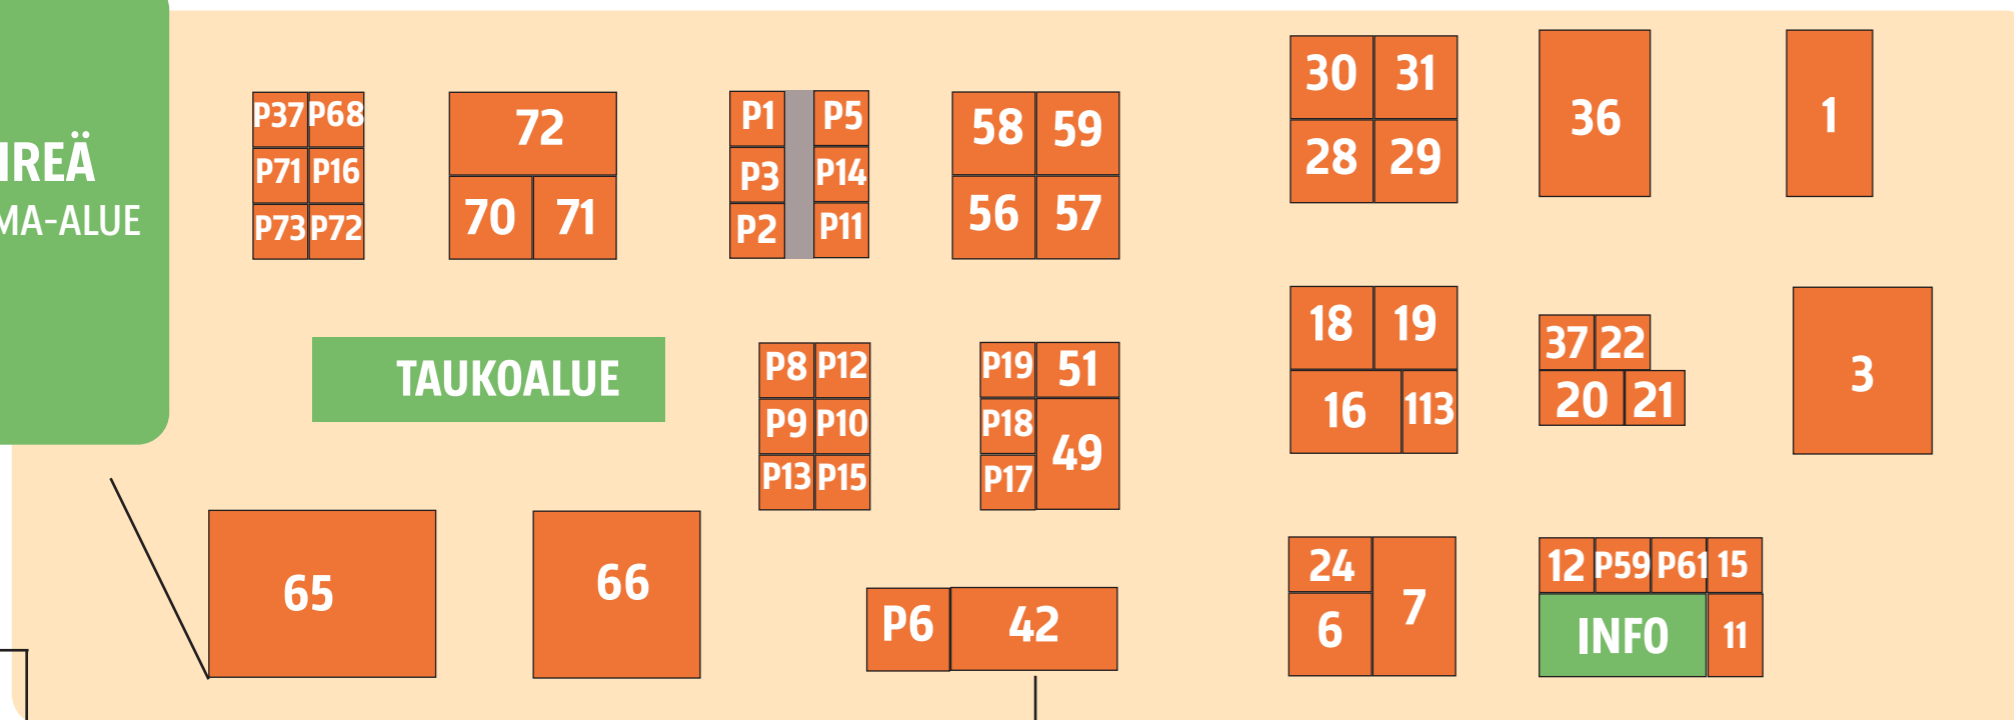 IREÄ
MA-ALUE
P37 P68
P71 P16
P73 P72
72
70 71
P1 P5
P3 P14
P2 P11
58 59
56 57
30 31
28 29
36
1
TAUKOALUE
P8 P12
P9 P10
P13 P15
P19 51
P18 49
P17
18 19
16 113
37 22
20 21
3
65
66
P6 42
24 7
6
12 P59 P61 15
INFO 11